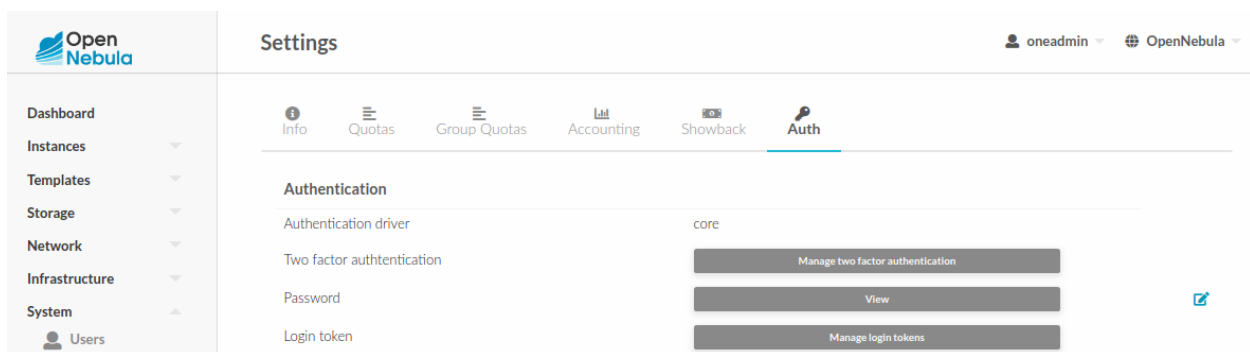 Open
Nebula
Settings
oneadmin
OpenNebula
Dashboard
Instances
Templates
Storage
Network
Infrastructure
System
Users
Info
Quotas
Group Quotas
Accounting
Showback
Auth
Authentication
Authentication driver
core
Two factor authtentication
Manage two factor authentication
Password
View
Login token
Manage login tokens